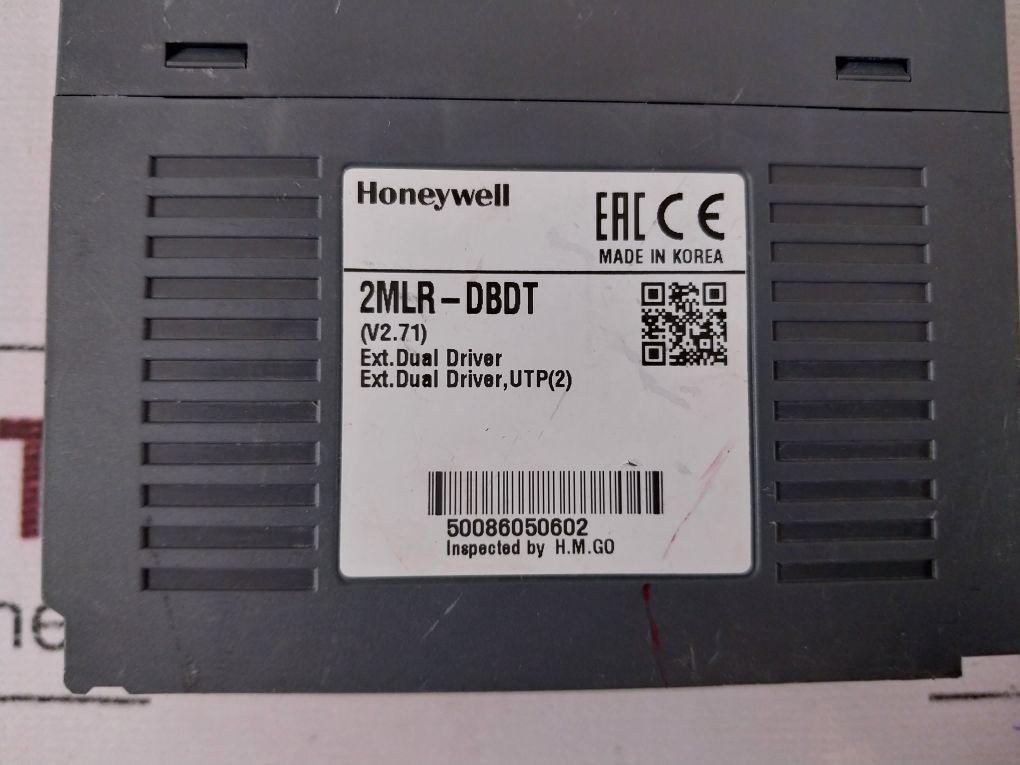 Honeywell
EAC CE
MADE IN KOREA
2MLR-DBDT
(V2.71)
Ext.Dual Driver
Ext.Dual Driver,UTP(2)
50086050602
Inspected by H.M.GO
T
ne